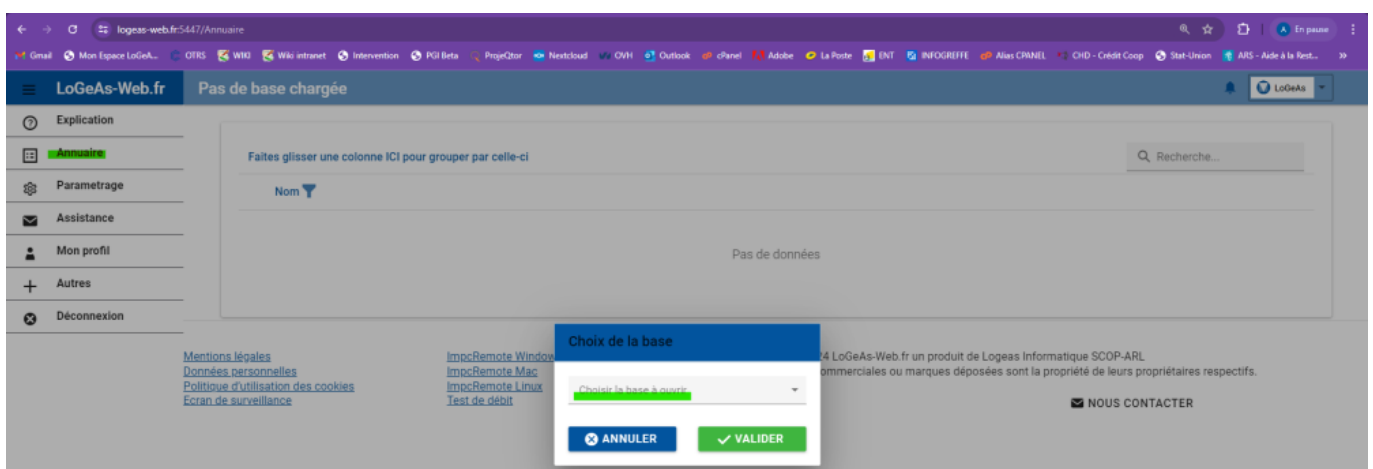 logeas-web.fr:5447/Annuaire
En pause
Gmail Mon Espace LoGeA... OTRS WIKI Wiki intranet Intervention PGI Beta ProjeQtor Nextcloud OVH Outlook cPanel Adobe La Poste ENT INFOGREFFE Alias CPANEL CHD - Crédit Coop Stat-Union ARS - Aide à la Rest... »
LoGeAs-Web.fr Pas de base chargée LoGeAs
Explication
Annuaire
Parametrage
Assistance
Mon profil
Autres
Déconnexion
Faites glisser une colonne ICI pour grouper par celle-ci
Recherche...
Nom
Pas de données
Choix de la base
Choisir la base à ouvrir
ANNULER VALIDER
Mentions légales
Données personnelles
Politique d'utilisation des cookies
Ecran de surveillance
ImpcRemote Window
ImpcRemote Mac
ImpcRemote Linux
Test de débit
24 LoGeAs-Web.fr un produit de Logeas Informatique SCOP-ARL
ommerciales ou marques déposées sont la propriété de leurs propriétaires respectifs.
NOUS CONTACTER